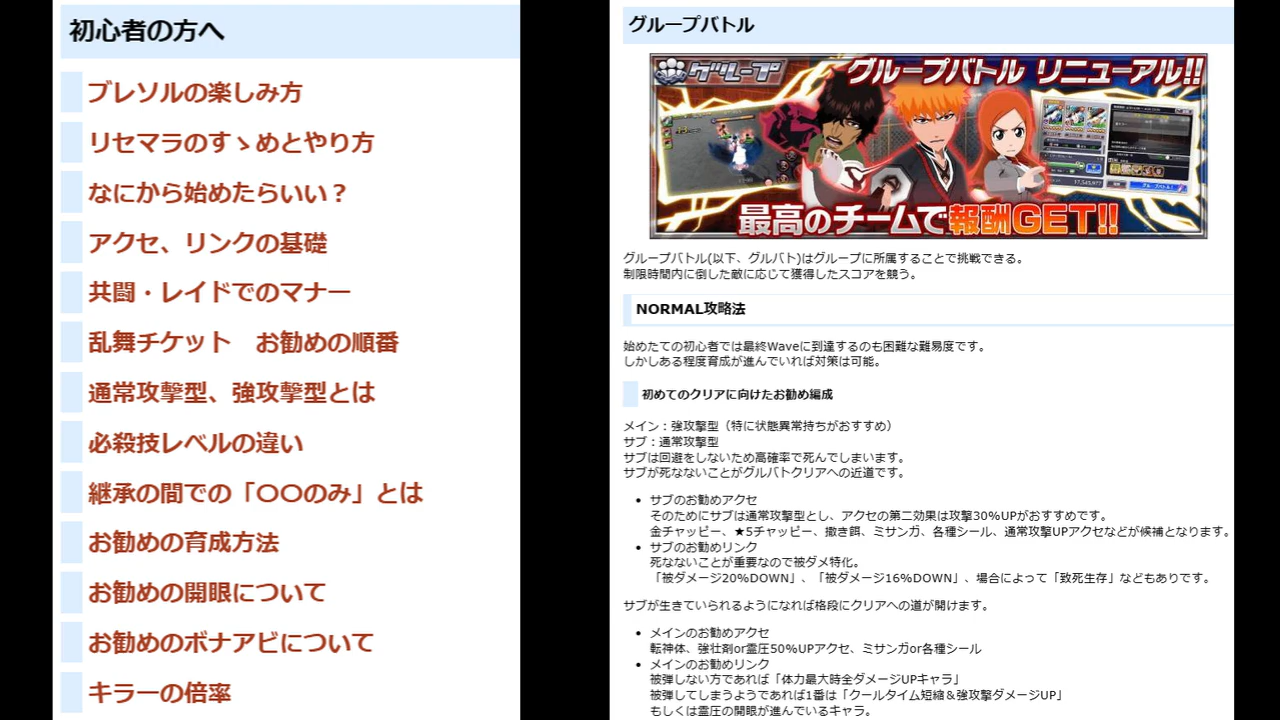 初心者の方へ
ブレソルの楽しみ方
リセマラのすゝめとやり方
なにから始めたらいい？
アクセ、リンクの基礎
共闘・レイドでのマナー
乱舞チケット　お勧めの順番
通常攻撃型、強攻撃型とは
必殺技レベルの違い
継承の間での「〇〇のみ」とは
お勧めの育成方法
お勧めの開眼について
お勧めのボナアビについて
キラーの倍率
グループバトル
グループ
グループバトル リニューアル!!
最高のチームで報酬GET!!
グループバトル(以下、グルバト)はグループに所属することで挑戦できる。
制限時間内に倒した敵に応じて獲得したスコアを競う。
NORMAL攻略法
始めたての初心者では最終Waveに到達するのも困難な難易度です。
しかしある程度育成が進んでいれば対策は可能。
初めてのクリアに向けたお勧め編成
メイン：強攻撃型（特に状態異常持ちがおすすめ）
サブ：通常攻撃型
サブは回避をしないため高確率で死んでしまいます。
サブが死なないことがグルバトクリアへの近道です。
• サブのお勧めアクセ
そのためにサブは通常攻撃型とし、アクセの第二効果は攻撃30%UPがおすすめです。
金チャッピー、★5チャッピー、撒き餌、ミサンガ、各種シール、通常攻撃UPアクセなどが候補となります。
• サブのお勧めリンク
死なないことが重要なので被ダメ特化。
「被ダメージ20%DOWN」、「被ダメージ16%DOWN」、場合によって「致死生存」などもありです。
サブが生きていられるようになれば格段にクリアへの道が開けます。
• メインのお勧めアクセ
転神体、強壮剤or霊圧50%UPアクセ、ミサンガor各種シール
• メインのお勧めリンク
被弾しない方であれば「体力最大時全ダメージUPキャラ」
被弾してしまうようであれば1番は「クールタイム短縮＆強攻撃ダメージUP」
もしくは霊圧の開眼が進んでいるキャラ。